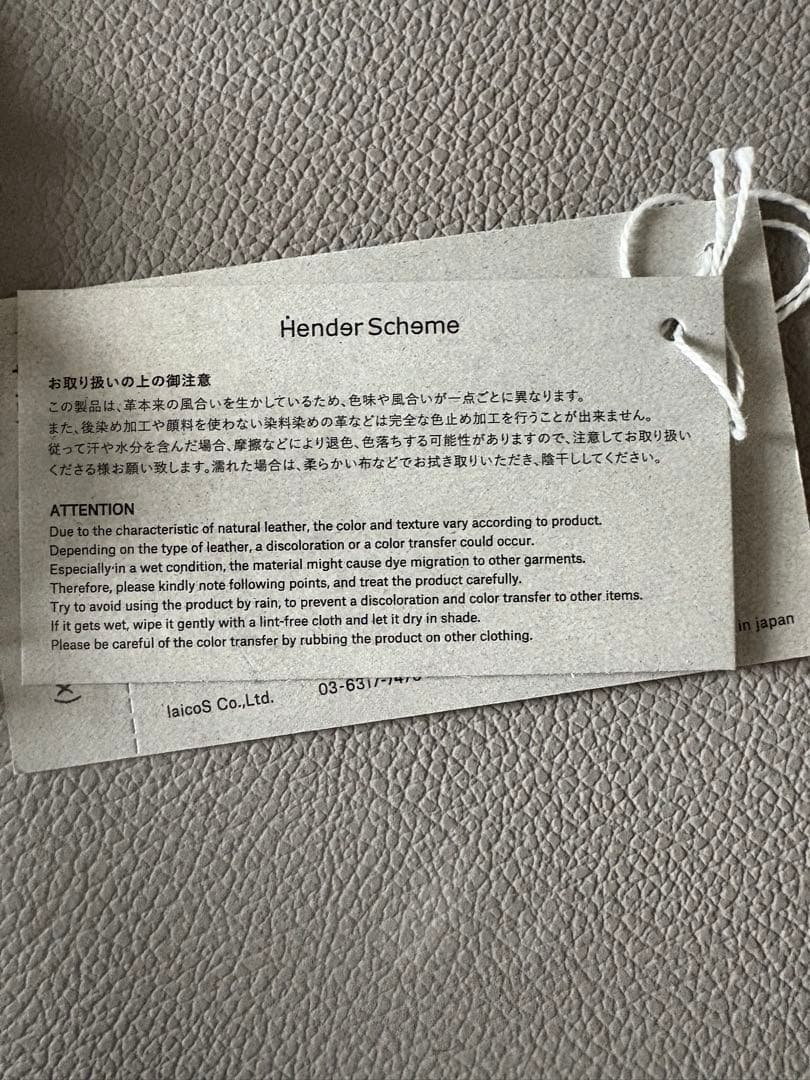 Hender Scheme
お取り扱いの上の御注意
この製品は、革本来の風合いを生かしているため、色味や風合いが一点ごとに異なります。
また、後染め加工や顔料を使わない染料染めの革などは完全な色止め加工を行うことが出来ません。
従って汗や水分を含んだ場合、摩擦などにより退色、色落ちする可能性がありますので、注意してお取り扱い
くださる様お願い致します。濡れた場合は、柔らかい布などでお拭き取りいただき、陰干ししてください。
ATTENTION
Due to the characteristic of natural leather, the color and texture vary according to product.
Depending on the type of leather, a discoloration or a color transfer could occur.
Especially in a wet condition, the material might cause dye migration to other garments.
Therefore, please kindly note following points, and treat the product carefully.
Try to avoid using the product by rain, to prevent a discoloration and color transfer to other items.
If it gets wet, wipe it gently with a lint-free cloth and let it dry in shade.
Please be careful of the color transfer by rubbing the product on other clothing.
in japan
laicoS Co.,Ltd.